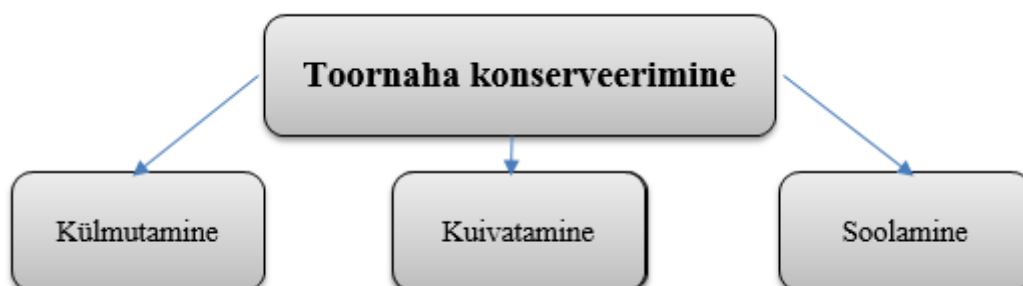 Toornaha konserveerimine
Külmutamine
Kuivatamine
Soolamine